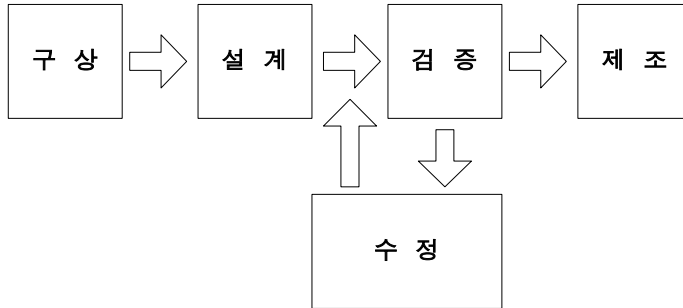 구 상
설 계
검 증
제 조
수 정